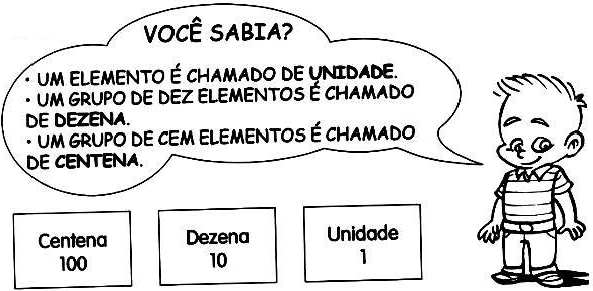 VOCÊ SABIA?
• UM ELEMENTO É CHAMADO DE UNIDADE.
• UM GRUPO DE DEZ ELEMENTOS É CHAMADO
DE DEZENA.
• UM GRUPO DE CEM ELEMENTOS É CHAMADO
DE CENTENA.
Centena
100
Dezena
10
Unidade
1